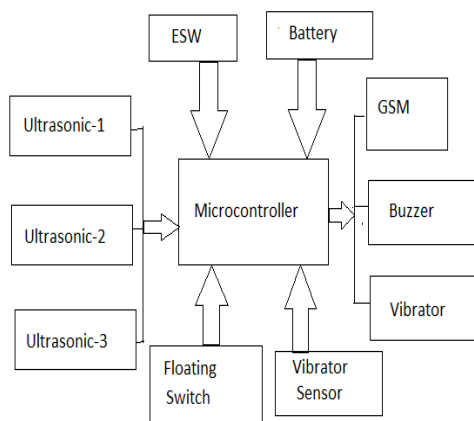 ESW
Battery
GSM
Ultrasonic-1
Microcontroller
Buzzer
Ultrasonic-2
Vibrator
Ultrasonic-3
Floating
Switch
Vibrator
Sensor